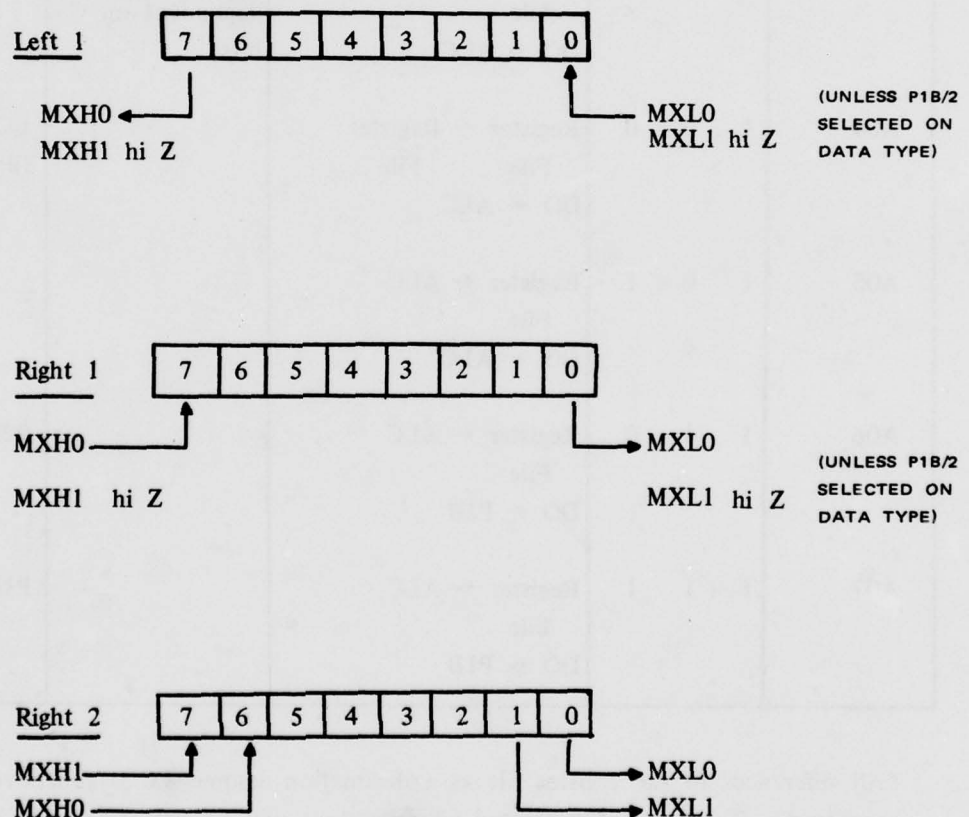 Left 1 7 6 5 4 3 2 1 0
MXH0 MXL0 (UNLESS P1B/2
MXH1 hi Z MXL1 hi Z SELECTED ON
DATA TYPE)
Right 1 7 6 5 4 3 2 1 0
MXH0 MXL0
(UNLESS P1B/2
MXH1 hi Z MXL1 hi Z SELECTED ON
DATA TYPE)
Right 2 7 6 5 4 3 2 1 0
MXH1 MXL0
MXH0 MXL1